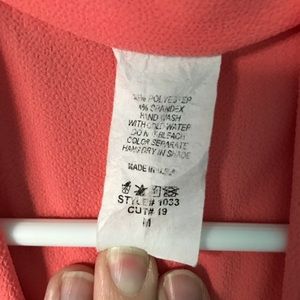 POLYESTER
4% SPANDEX
HAND WASH
WITH COLD WATER
DO NOT BLEACH
COLOR SEPARATE
HANG DRY IN SHADE
MADE IN U.S.A
STYLE# 1033
CUT# 19
M